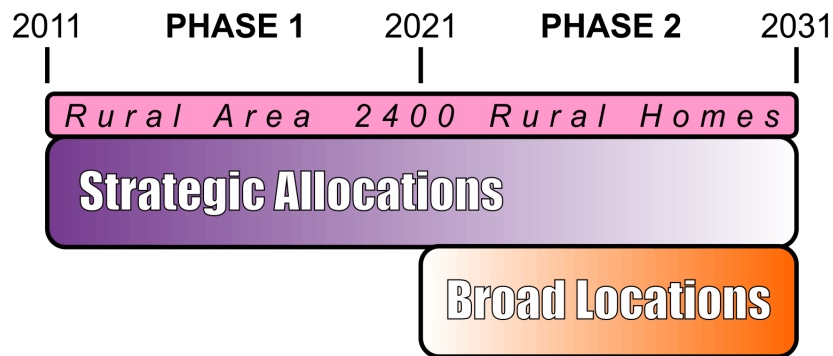 2011 PHASE 1 2021 PHASE 2 2031
Rural Area 2400 Rural Homes
Strategic Allocations
Broad Locations